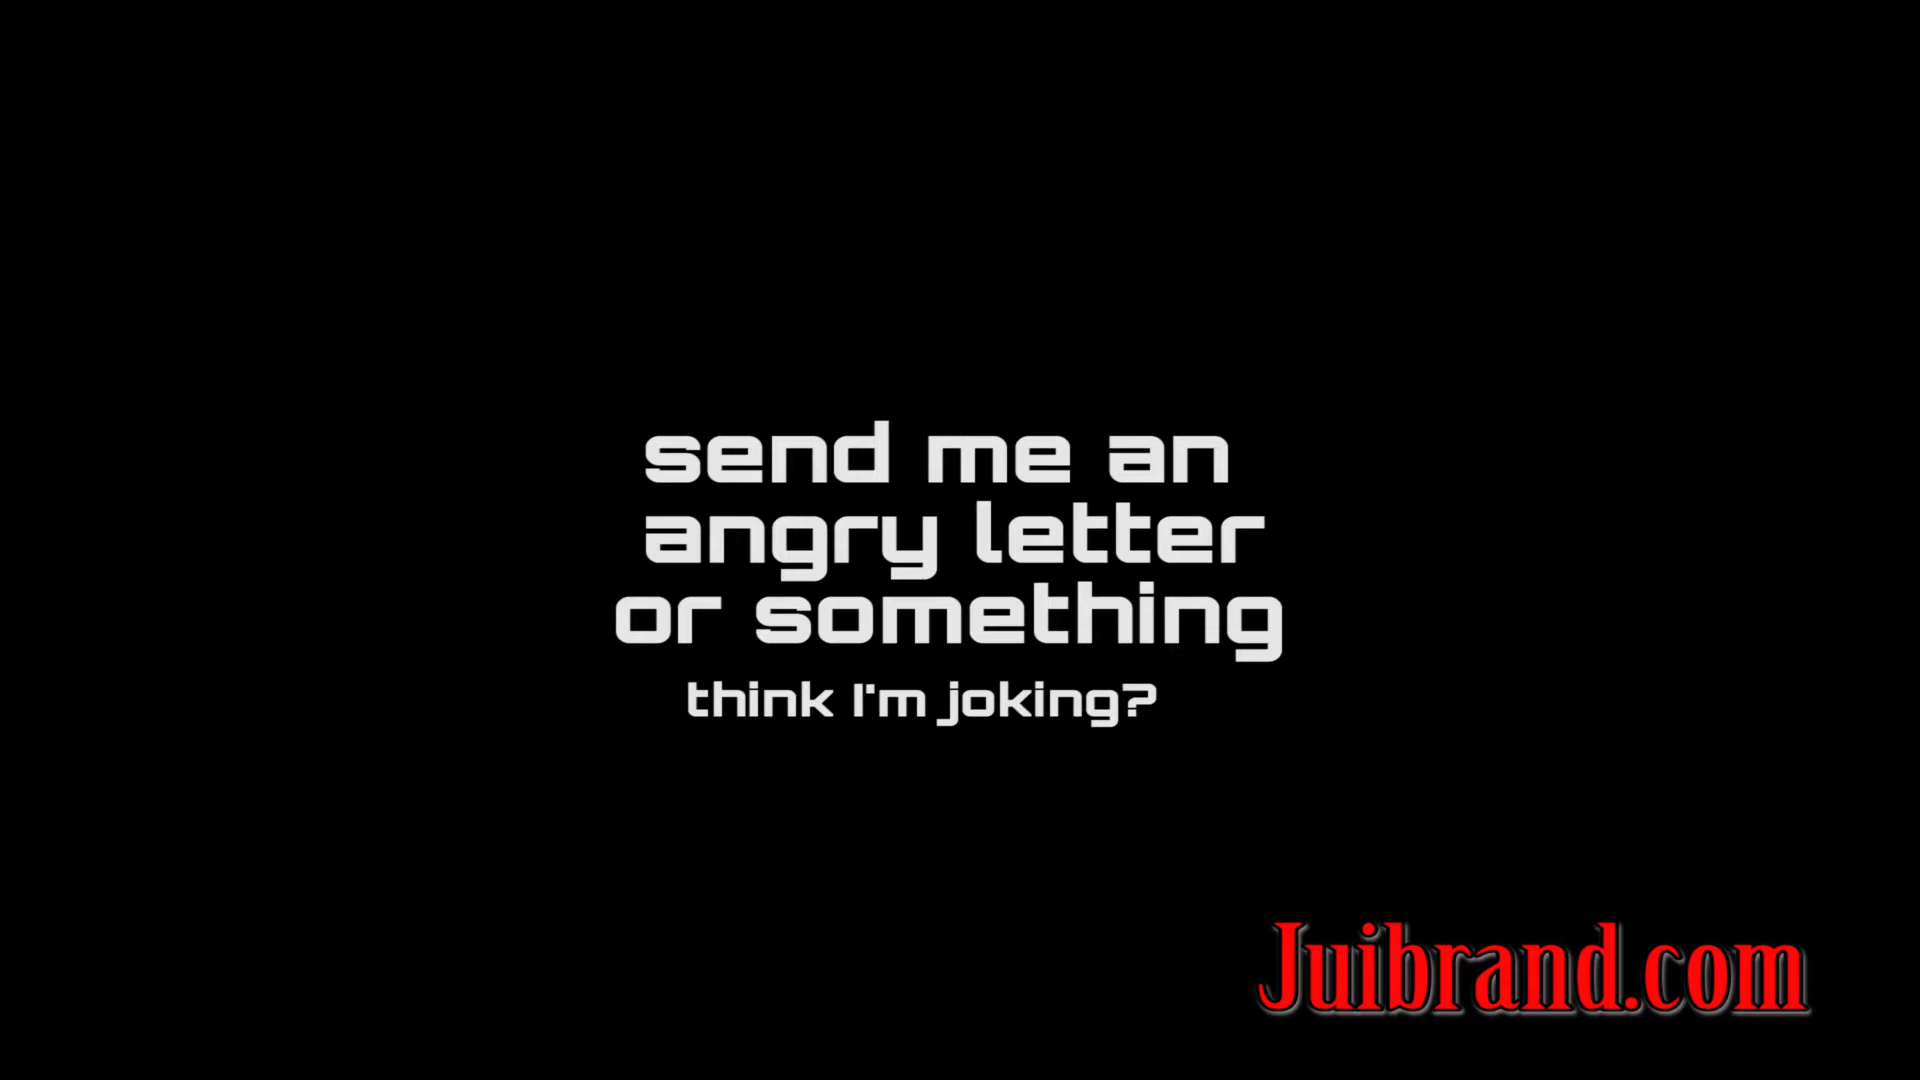 send me an
angry letter
or something
think I'm joking?
Juibrand.com